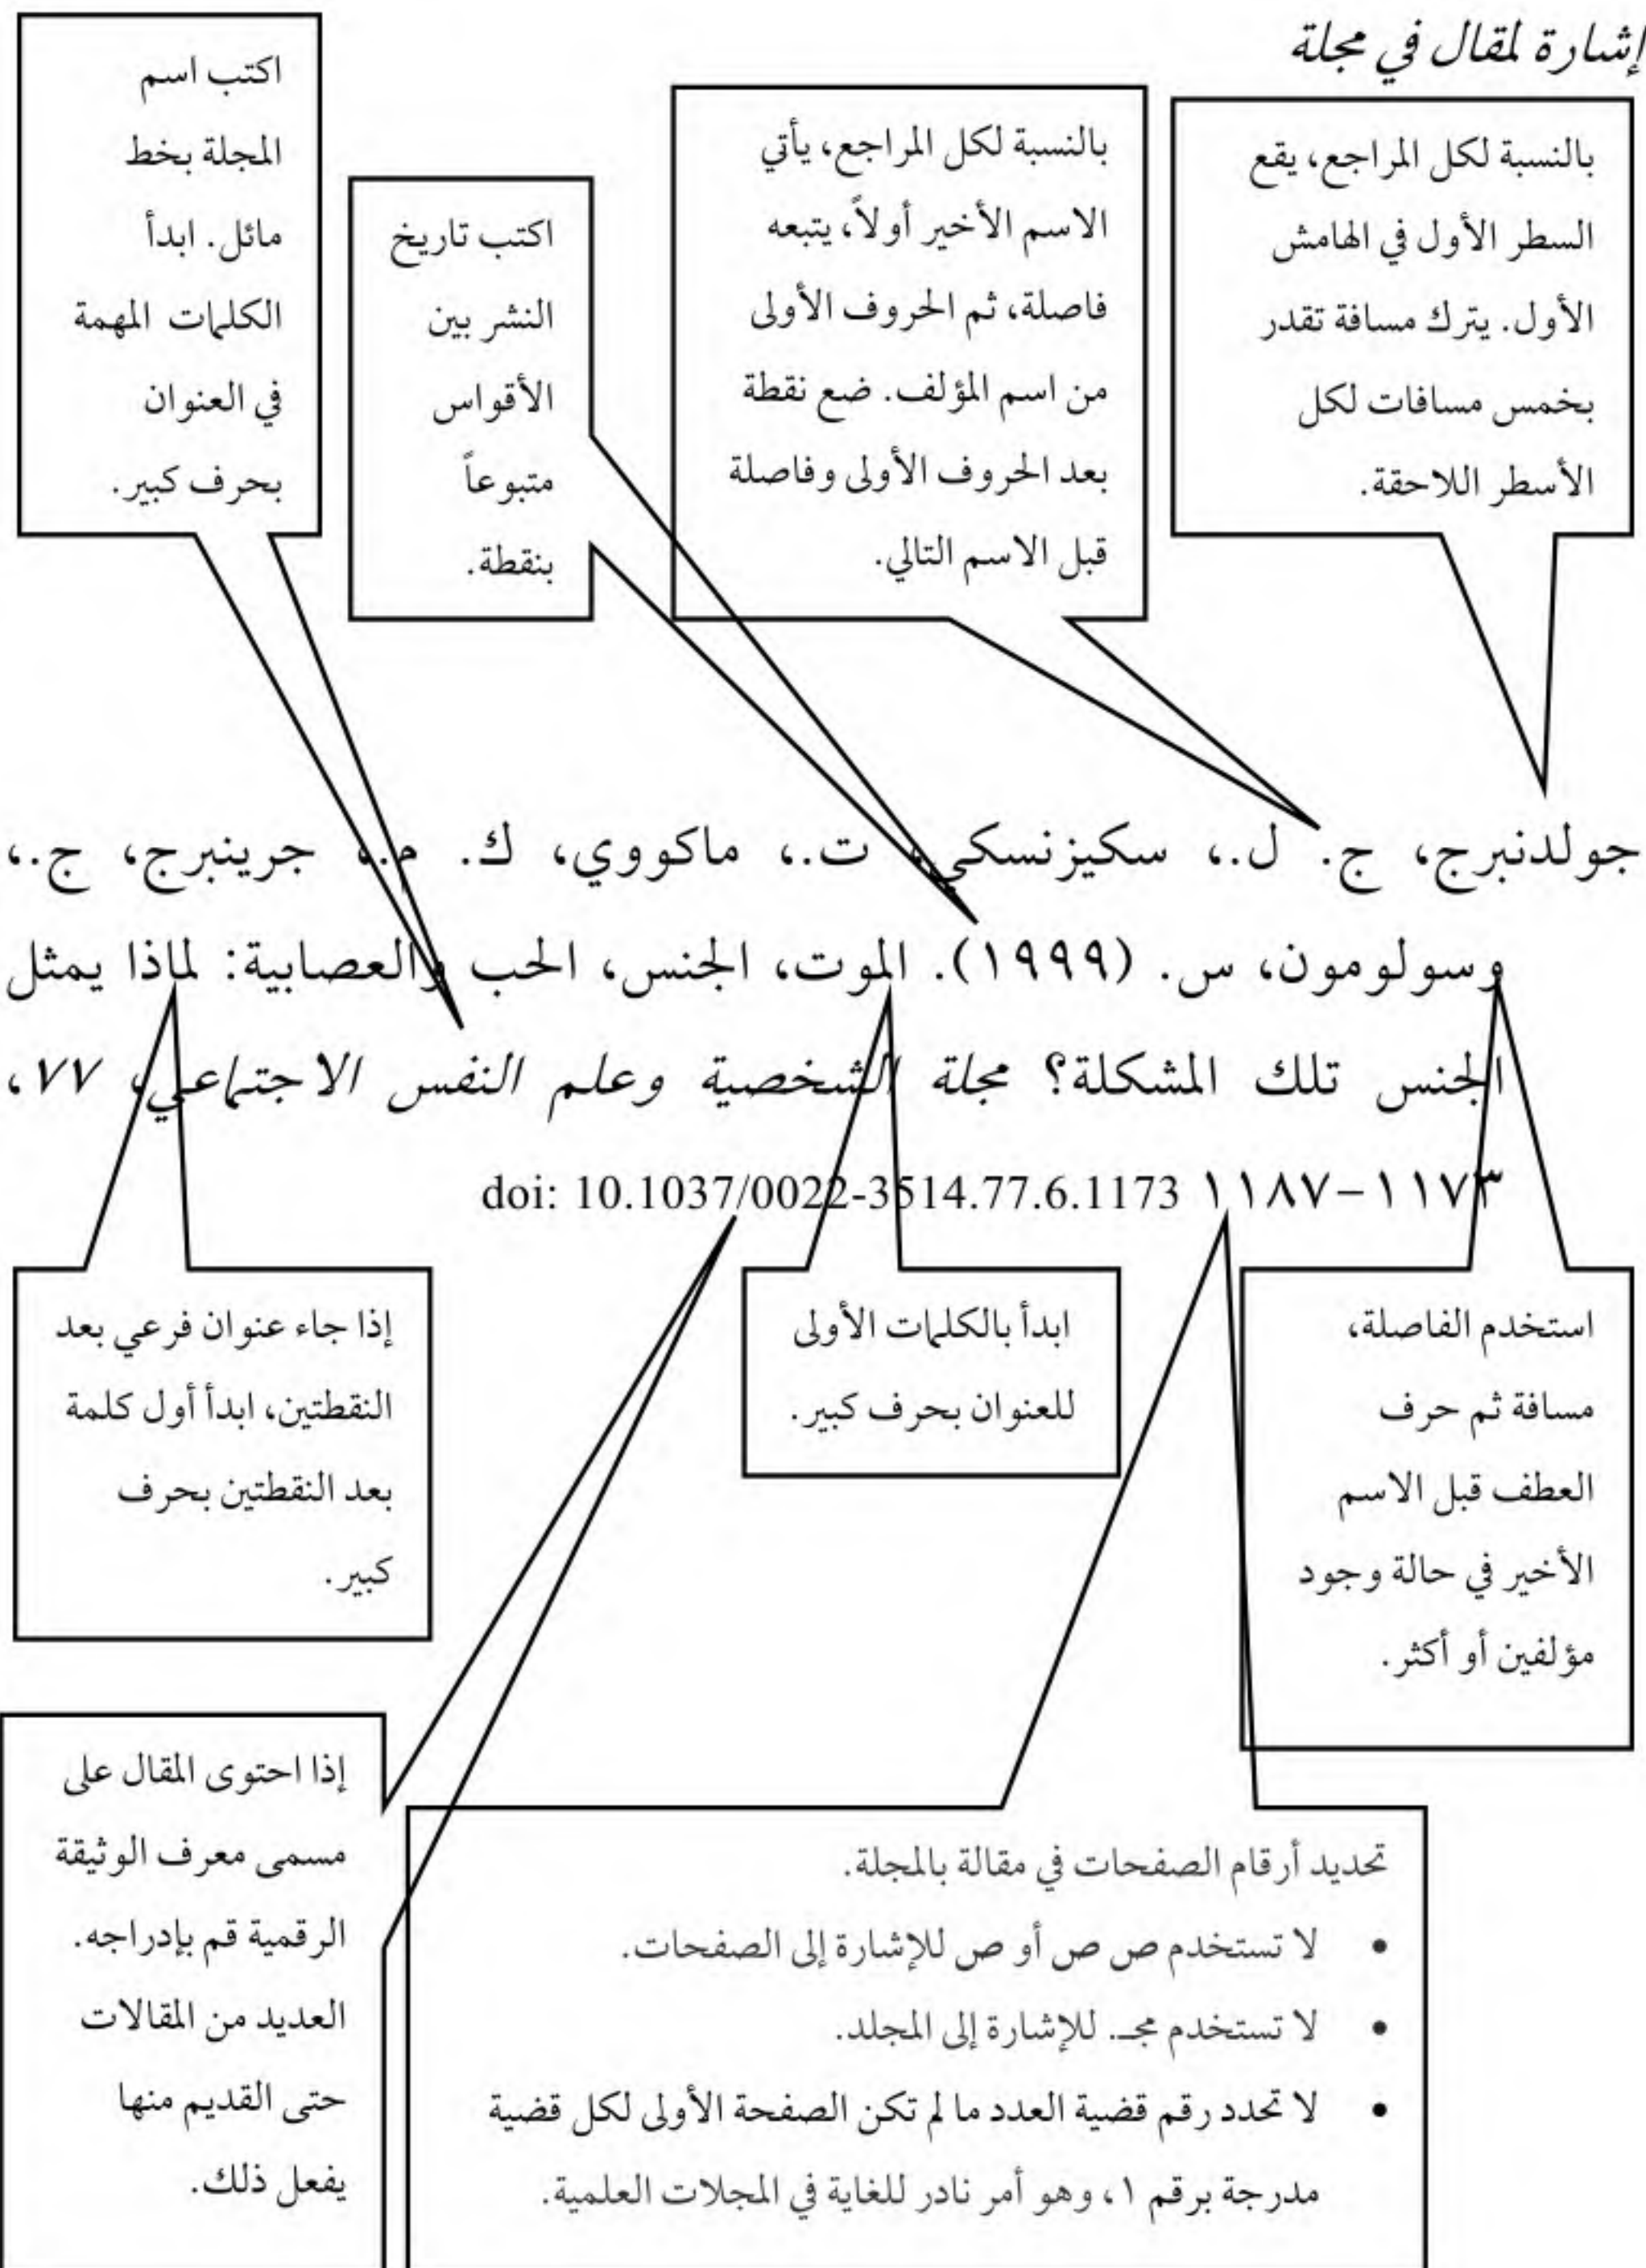 إشارة لمقال في مجلة
بالنسبة لكل المراجع، يقع
السطر الأول في الهامش
الأول. يترك مسافة تقدر
بخمس مسافات لكل
الأسطر اللاحقة.
بالنسبة لكل المراجع، يأتي
الاسم الأخير أولاً، يتبعه
فاصلة، ثم الحروف الأولى
من اسم المؤلف. ضع نقطة
بعد الحروف الأولى وفاصلة
قبل الاسم التالي.
اكتب تاريخ
النشر بين
الأقواس
متبوعاً
بنقطة.
اكتب اسم
المجلة بخط
مائل. ابدأ
الكلمات المهمة
في العنوان
بحرف كبير.
جولدنبرج، ج. ل.، سكيزنسكي، ت.، ماكووي، ك. م.، جرينبرج، ج.،
وسولومون، س. (١٩٩٩). الموت، الجنس، الحب والعصابية: لماذا يمثل
الجنس تلك المشكلة؟ مجلة الشخصية وعلم النفس الاجتماعي، ٧٧،
١١٧٣-١١٨٧ doi: 10.1037/0022-3514.77.6.1173
استخدم الفاصلة،
مسافة ثم حرف
العطف قبل الاسم
الأخير في حالة وجود
مؤلفين أو أكثر.
ابدأ بالكلمات الأولى
للعنوان بحرف كبير.
إذا جاء عنوان فرعي بعد
النقطتين، ابدأ أول كلمة
بعد النقطتين بحرف
كبير.
تحديد أرقام الصفحات في مقالة بالمجلة.
• لا تستخدم ص ص أو ص للإشارة إلى الصفحات.
• لا تستخدم مجـ. للإشارة إلى المجلد.
• لا تحدد رقم قضية العدد ما لم تكن الصفحة الأولى لكل قضية
مدرجة برقم ١، وهو أمر نادر للغاية في المجلات العلمية.
إذا احتوى المقال على
مسمى معرف الوثيقة
الرقمية قم بإدراجه.
العديد من المقالات
حتى القديم منها
يفعل ذلك.